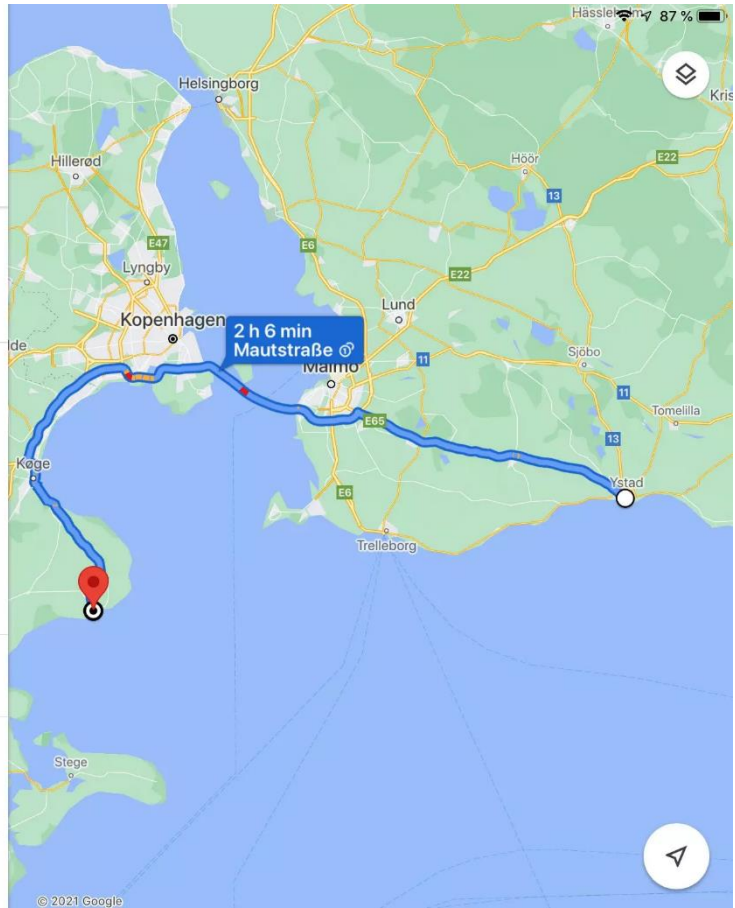 Hässleholm
87 %
Helsingborg
Kris
Hillerød
Höör
E22
13
E47
E6
Lyngby
E22
Lund
Kopenhagen
2 h 6 min
Mautstraße
lde
Malmö
11
Sjöbo
11
Tomelilla
E65
13
Køge
Ystad
E6
Trelleborg
Stege
© 2021 Google